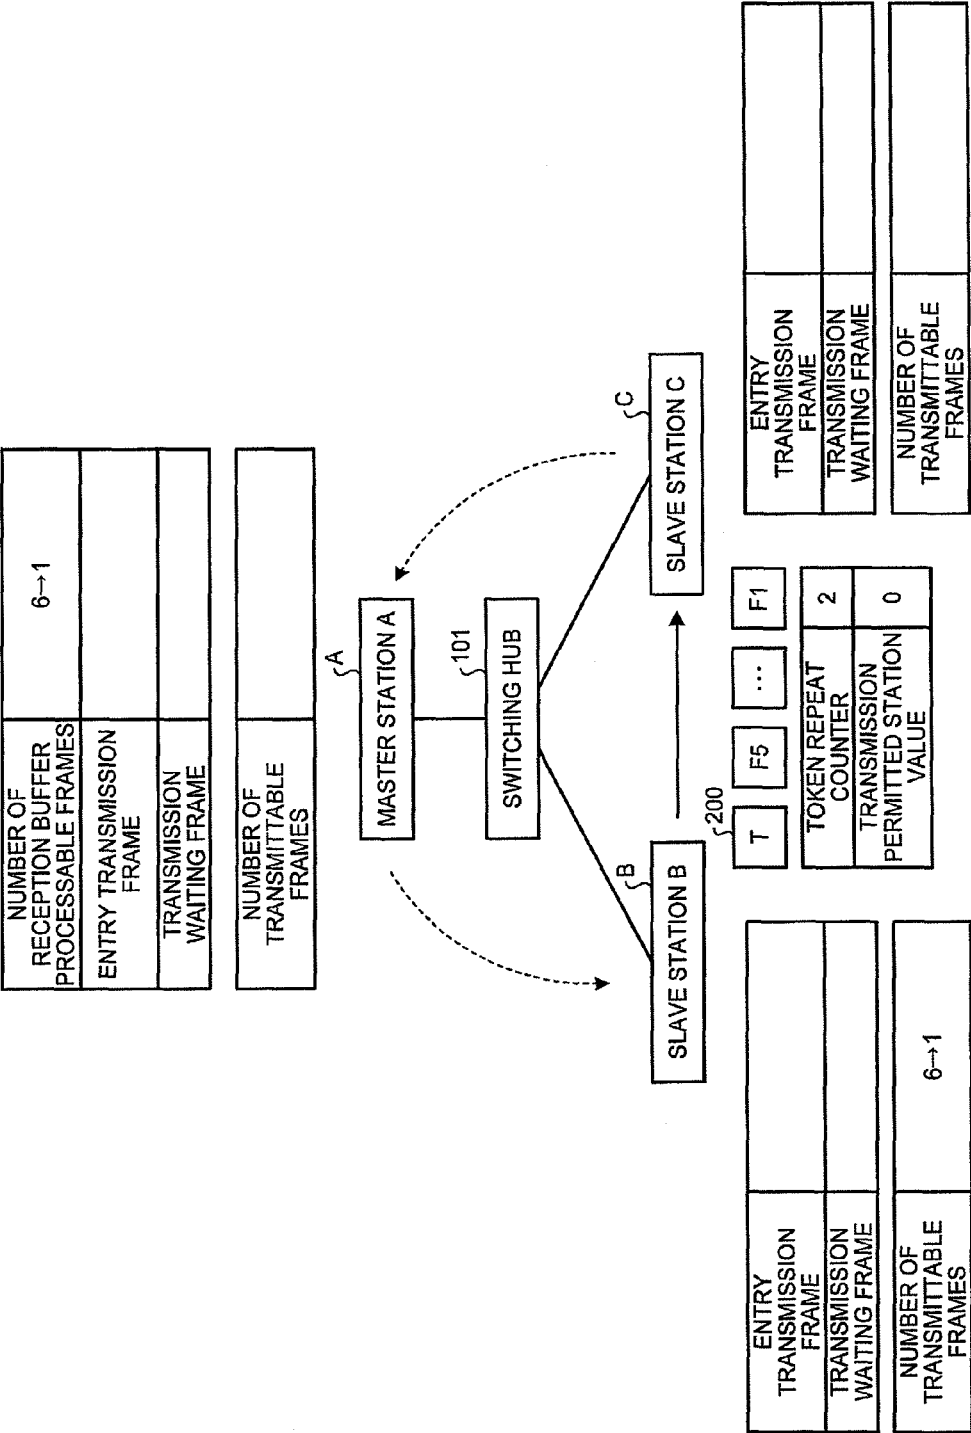 NUMBER OF
RECEPTION BUFFER
PROCESSABLE FRAMES
6→1
ENTRY TRANSMISSION
FRAME
TRANSMISSION
WAITING FRAME
NUMBER OF
TRANSMITTABLE
FRAMES
A
MASTER STATION A
101
SWITCHING HUB
B
SLAVE STATION B
C
SLAVE STATION C
200
T
F5
...
F1
TOKEN REPEAT
COUNTER
2
TRANSMISSION
PERMITTED STATION
VALUE
0
ENTRY
TRANSMISSION
FRAME
TRANSMISSION
WAITING FRAME
NUMBER OF
TRANSMITTABLE
FRAMES
6→1
ENTRY
TRANSMISSION
FRAME
TRANSMISSION
WAITING FRAME
NUMBER OF
TRANSMITTABLE
FRAMES